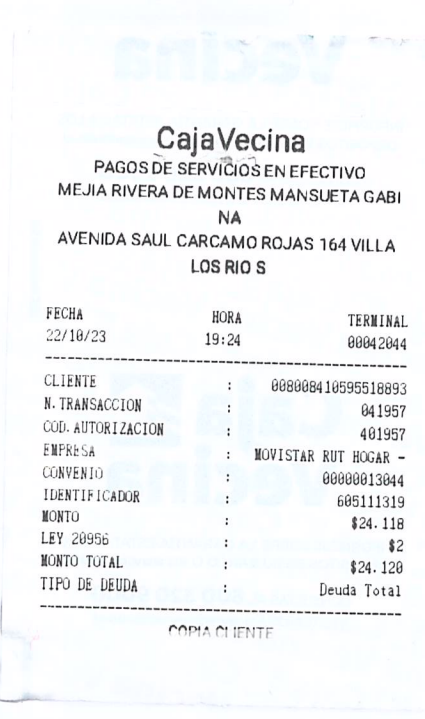 CajaVecina
PAGOS DE SERVICIOS EN EFECTIVO
MEJIA RIVERA DE MONTES MANSUETA GABI
NA
AVENIDA SAUL CARCAMO ROJAS 164 VILLA
LOS RIO S
FECHA HORA TERMINAL
22/10/23 19:24 00042044
CLIENTE : 008008410595518893
N. TRANSACCION : 041957
COD. AUTORIZACION : 401957
EMPRESA : MOVISTAR RUT HOGAR -
CONVENIO : 00000013044
IDENTIFICADOR : 605111319
MONTO : $24.118
LEY 20956 : $2
MONTO TOTAL : $24.120
TIPO DE DEUDA : Deuda Total
COPIA CLIENTE